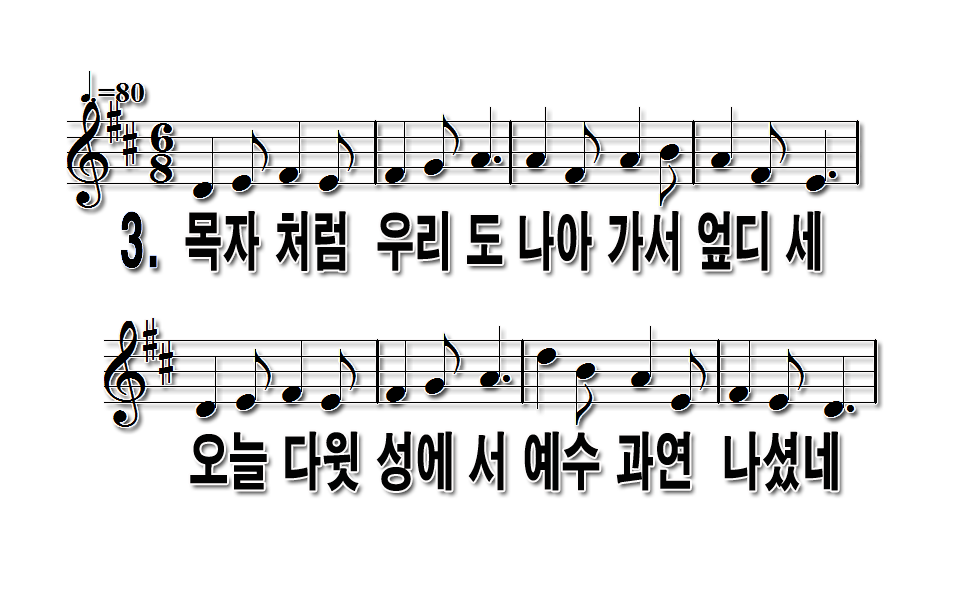 ♩.=80
6
8
3. 목자 처럼 우리 도 나아 가서 엎디 세
오늘 다윗 성에 서 예수 과연 나셨네